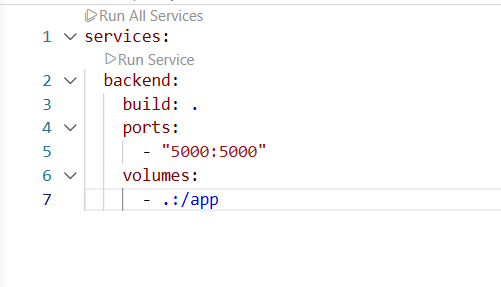 Run All Services
1 services:
Run Service
2 backend:
3 build: .
4 ports:
5 - "5000:5000"
6 volumes:
7 - .:/app